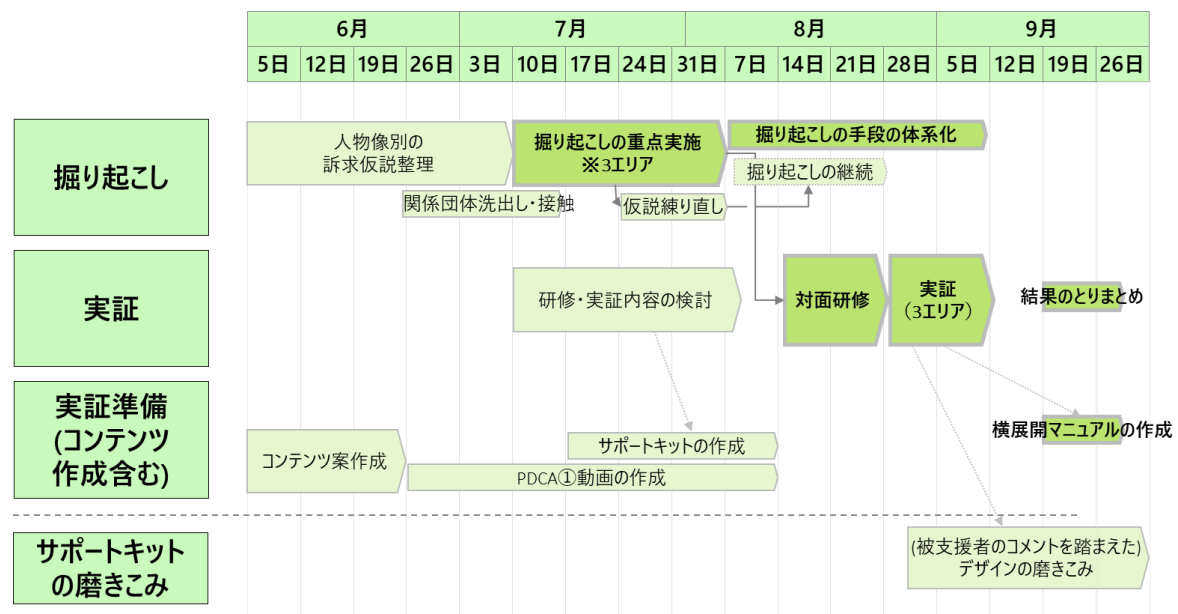 6月
7月
8月
9月
5日 12日 19日 26日 3日 10日 17日 24日 31日 7日 14日 21日 28日 5日 12日 19日 26日
掘り起こし
人物像別の
訴求仮説整理
掘り起こしの重点実施
※3エリア
掘り起こしの手段の体系化
掘り起こしの継続
関係団体洗出し・接触
仮説練り直し
実証
研修・実証内容の検討
対面研修
実証
（3エリア）
結果のとりまとめ
実証準備
(コンテンツ
作成含む)
コンテンツ案作成
サポートキットの作成
PDCA①動画の作成
横展開マニュアルの作成
サポートキット
の磨きこみ
(被支援者のコメントを踏まえた)
デザインの磨きこみ